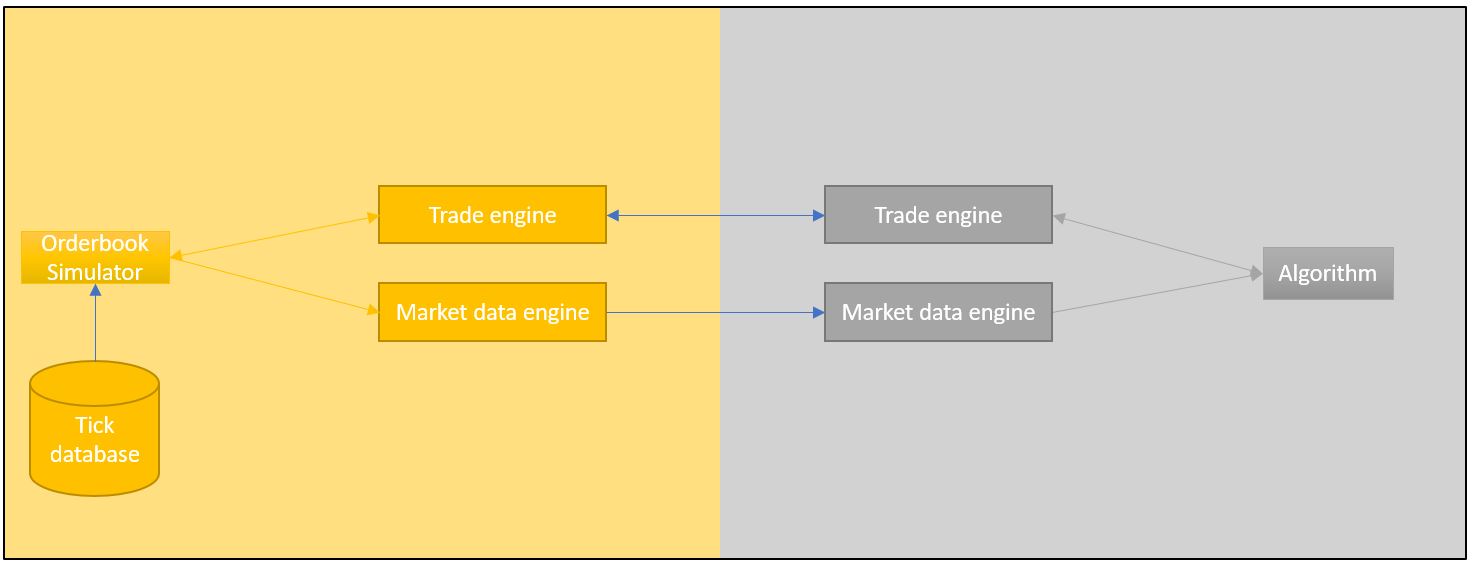 Trade engine
Trade engine
Orderbook
Simulator
Algorithm
Market data engine
Market data engine
Tick
database